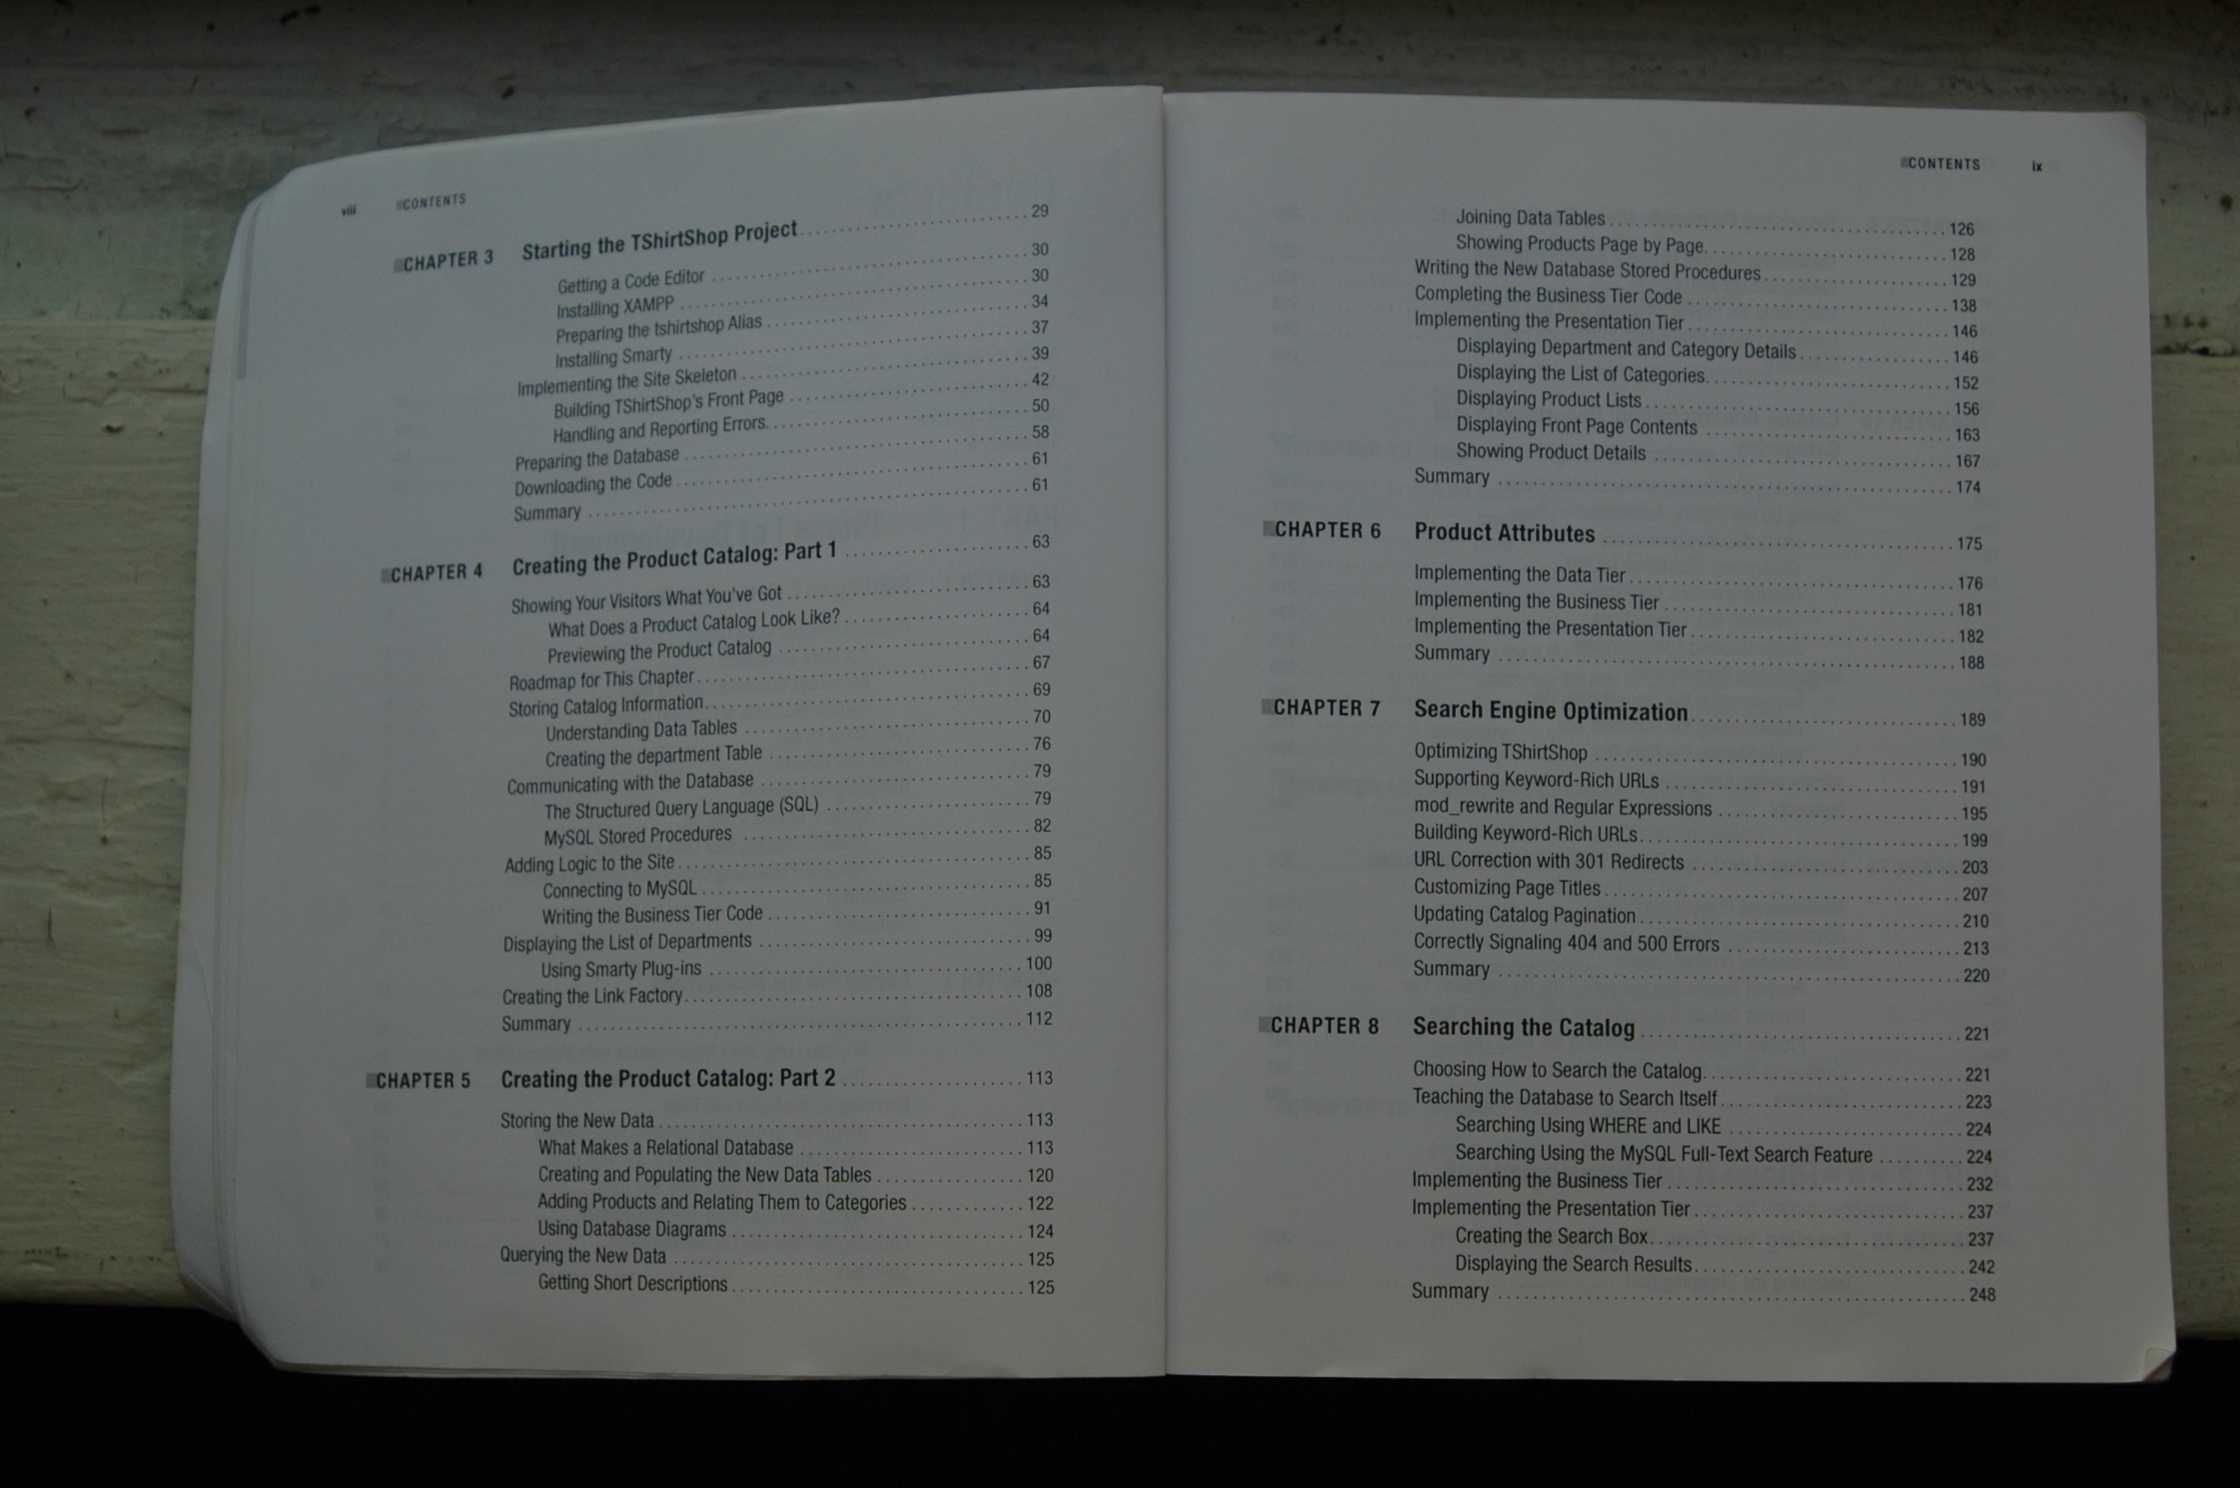 viii CONTENTS
CHAPTER 3 Starting the TShirtShop Project 29
Getting a Code Editor 30
Installing XAMPP 30
Preparing the tshirtshop Alias 34
Installing Smarty 37
Implementing the Site Skeleton 39
Building TShirtShop's Front Page 42
Handling and Reporting Errors 50
Preparing the Database 58
Downloading the Code 61
Summary 61
CHAPTER 4 Creating the Product Catalog: Part 1 63
Showing Your Visitors What You've Got 63
What Does a Product Catalog Look Like? 64
Previewing the Product Catalog 64
Roadmap for This Chapter 67
Storing Catalog Information 69
Understanding Data Tables 70
Creating the department Table 76
Communicating with the Database 79
The Structured Query Language (SQL) 79
MySQL Stored Procedures 82
Adding Logic to the Site 85
Connecting to MySQL 85
Writing the Business Tier Code 91
Displaying the List of Departments 99
Using Smarty Plug-ins 100
Creating the Link Factory 108
Summary 112
CHAPTER 5 Creating the Product Catalog: Part 2 113
Storing the New Data 113
What Makes a Relational Database 113
Creating and Populating the New Data Tables 120
Adding Products and Relating Them to Categories 122
Using Database Diagrams 124
Querying the New Data 125
Getting Short Descriptions 125
CONTENTS ix
Joining Data Tables 126
Showing Products Page by Page 128
Writing the New Database Stored Procedures 129
Completing the Business Tier Code 138
Implementing the Presentation Tier 146
Displaying Department and Category Details 146
Displaying the List of Categories 152
Displaying Product Lists 156
Displaying Front Page Contents 163
Showing Product Details 167
Summary 174
CHAPTER 6 Product Attributes 175
Implementing the Data Tier 176
Implementing the Business Tier 181
Implementing the Presentation Tier 182
Summary 188
CHAPTER 7 Search Engine Optimization 189
Optimizing TShirtShop 190
Supporting Keyword-Rich URLs 191
mod_rewrite and Regular Expressions 195
Building Keyword-Rich URLs 199
URL Correction with 301 Redirects 203
Customizing Page Titles 207
Updating Catalog Pagination 210
Correctly Signaling 404 and 500 Errors 213
Summary 220
CHAPTER 8 Searching the Catalog 221
Choosing How to Search the Catalog 221
Teaching the Database to Search Itself 223
Searching Using WHERE and LIKE 224
Searching Using the MySQL Full-Text Search Feature 224
Implementing the Business Tier 232
Implementing the Presentation Tier 237
Creating the Search Box 237
Displaying the Search Results 242
Summary 248